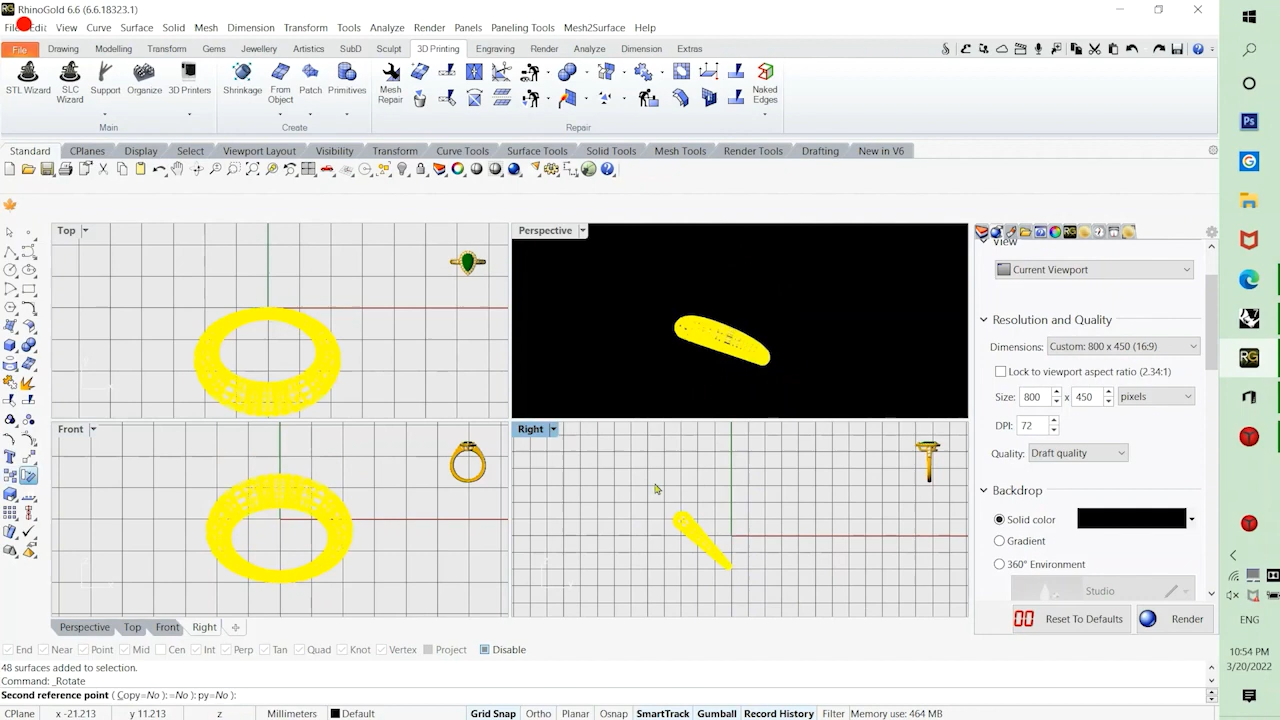 RhinoGold 6.6 (6.6.18323.1)
File Edit View Curve Surface Solid Mesh Dimension Transform Tools Analyze Render Panels Paneling Tools Mesh2Surface Help
File Drawing Modelling Transform Gems Jewellery Artistics SubD Sculpt 3D Printing Engraving Render Analyze Dimension Extras
STL Wizard SLC Wizard Support Organize 3D Printers Shrinkage From Object Patch Primitives Mesh Repair Naked Edges
Main Create Repair
Standard CPlanes Display Select Viewport Layout Visibility Transform Curve Tools Surface Tools Solid Tools Mesh Tools Render Tools Drafting New in V6
Top
Perspective
View
Current Viewport
Resolution and Quality
Dimensions: Custom: 800 x 450 (16:9)
Lock to viewport aspect ratio (2.34:1)
Size: 800 x 450 pixels
DPI: 72
Front
Right
Quality: Draft quality
Backdrop
Solid color
Gradient
360° Environment
Studio
Reset To Defaults Render
Perspective Top Front Right
End Near Point Mid Cen Int Perp Tan Quad Knot Vertex Project Disable
48 surfaces added to selection.
Command: _Rotate
Second reference point ( Copy=No ): =No ): py=No ):
CPlane x -21.213 y 11.213 z Millimeters Default Grid Snap Ortho Planar Osnap SmartTrack Gumball Record History Filter Memory use: 464 MB
RG
Ps
G
RG
T
T
ENG
10:54 PM
3/20/2022